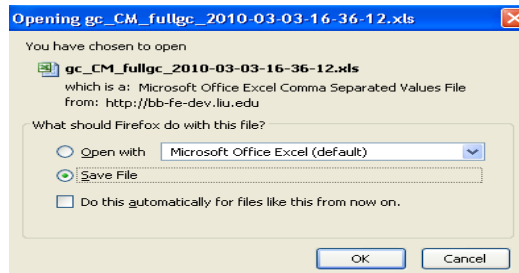 Opening gc_CM_fullgc_2010-03-03-16-36-12.xls
You have chosen to open
gc_CM_fullgc_2010-03-03-16-36-12.xls
which is a: Microsoft Office Excel Comma Separated Values File
from: http://bb-fe-dev.liu.edu
What should Firefox do with this file?
Open with Microsoft Office Excel (default)
Save File
Do this automatically for files like this from now on.
OK Cancel